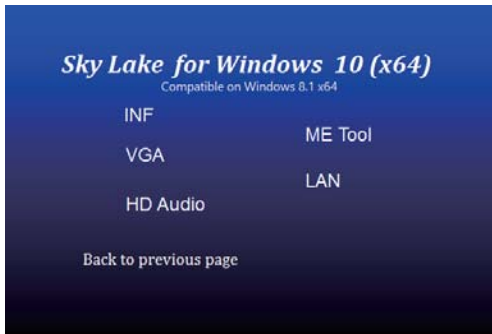 Sky Lake for Windows 10 (x64)
Compatible on Windows 8.1 x64
INF
VGA
HD Audio
ME Tool
LAN
Back to previous page